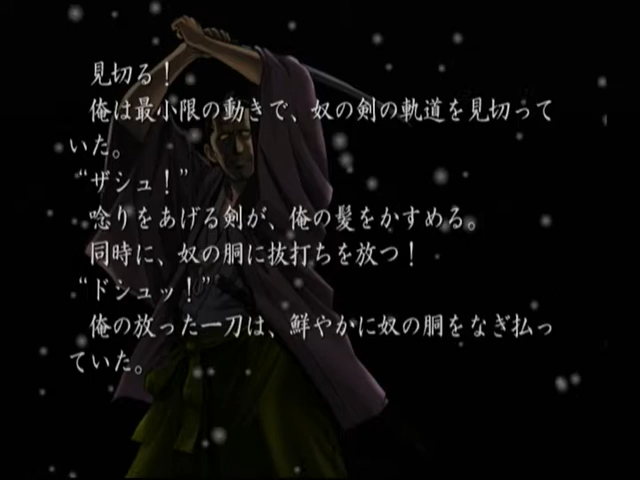 見切る！
俺は最小限の動きで、奴の剣の軌道を見切って
いた。
“ザシュ！”
唸りをあげる剣が、俺の髪をかすめる。
同時に、奴の胴に抜打ちを放つ！
“ドシュッ！”
俺の放った一刀は、鮮やかに奴の胴をなぎ払っ
ていた。